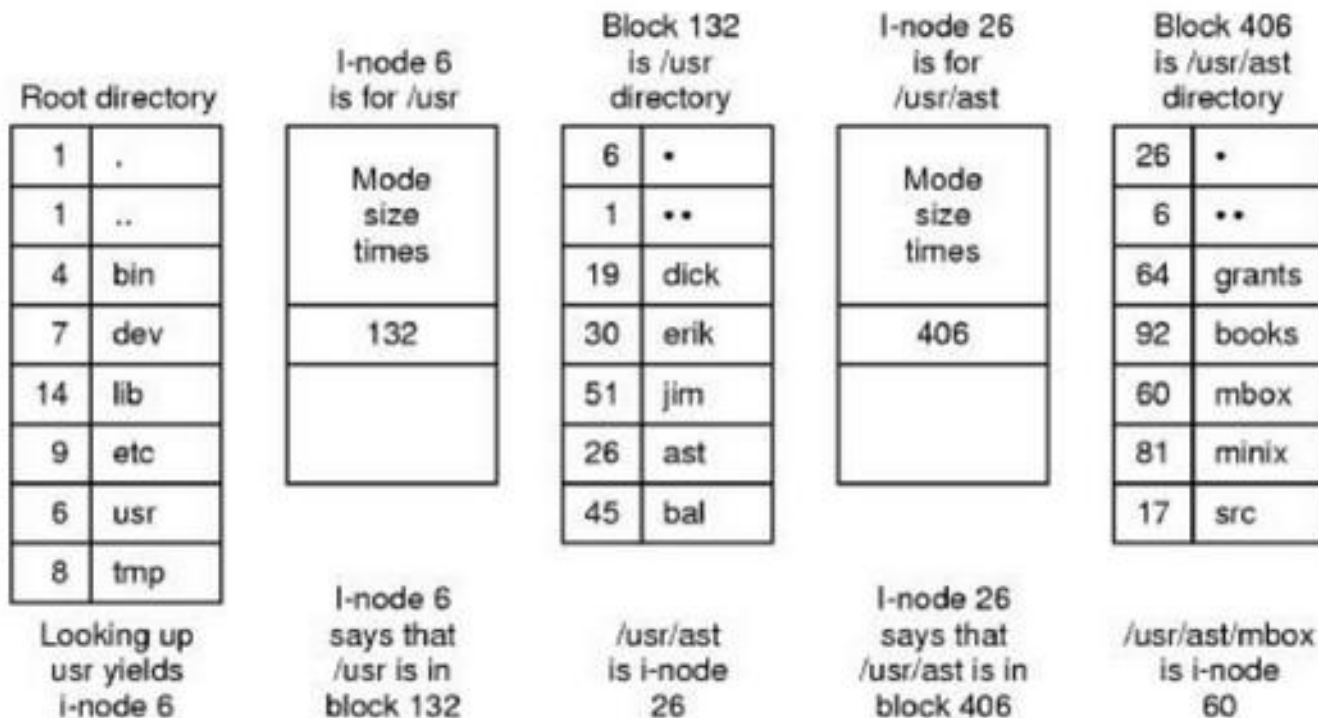 Root directory
1 .
1 ..
4 bin
7 dev
14 lib
9 etc
6 usr
8 tmp
Looking up
usr yields
i-node 6
I-node 6
is for /usr
Mode
size
times
132
I-node 6
says that
/usr is in
block 132
Block 132
is /usr
directory
6 •
1 ••
19 dick
30 erik
51 jim
26 ast
45 bal
/usr/ast
is i-node
26
I-node 26
is for
/usr/ast
Mode
size
times
406
I-node 26
says that
/usr/ast is in
block 406
Block 406
is /usr/ast
directory
26 •
6 ••
64 grants
92 books
60 mbox
81 minix
17 src
/usr/ast/mbox
is i-node
60